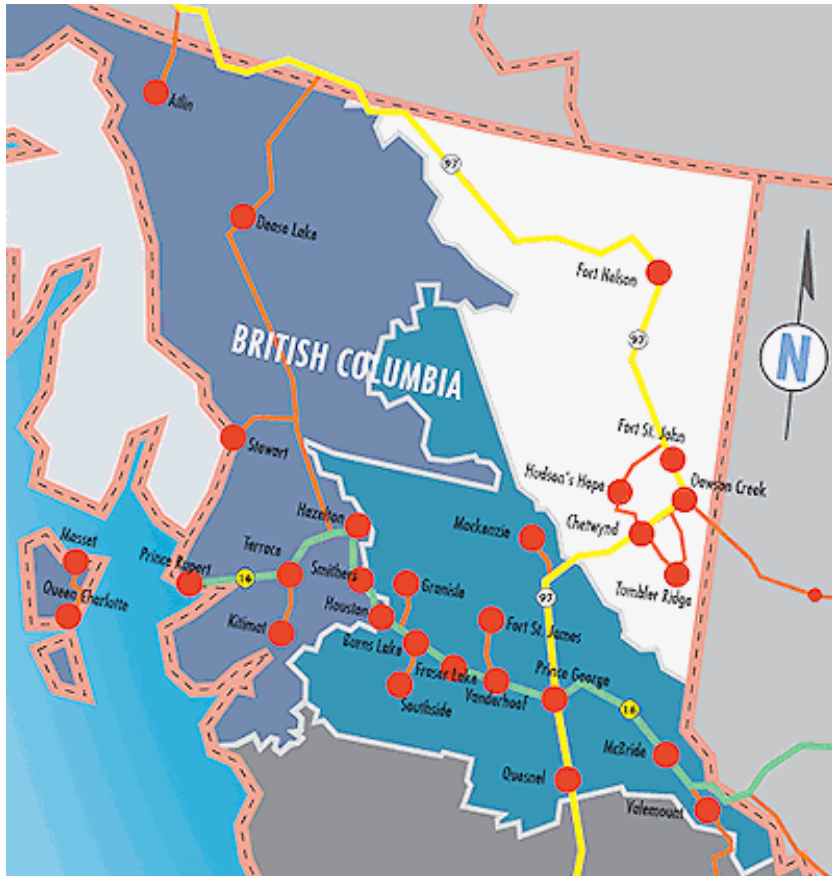 Atlin
97
Dease Lake
Fort Nelson
N
97
BRITISH COLUMBIA
Fort St. John
Stewart
Hudson's Hope
Dawson Creek
Hazelton
Mackenzie
Chetwynd
Masset
Prince Rupert
16
Terrace
Smithers
Granisle
Tumbler Ridge
Queen Charlotte
97
Houston
Kitimat
Fort St. James
Burns Lake
Fraser Lake
Prince George
Vanderhoof
Southside
16
McBride
Quesnel
Valemount